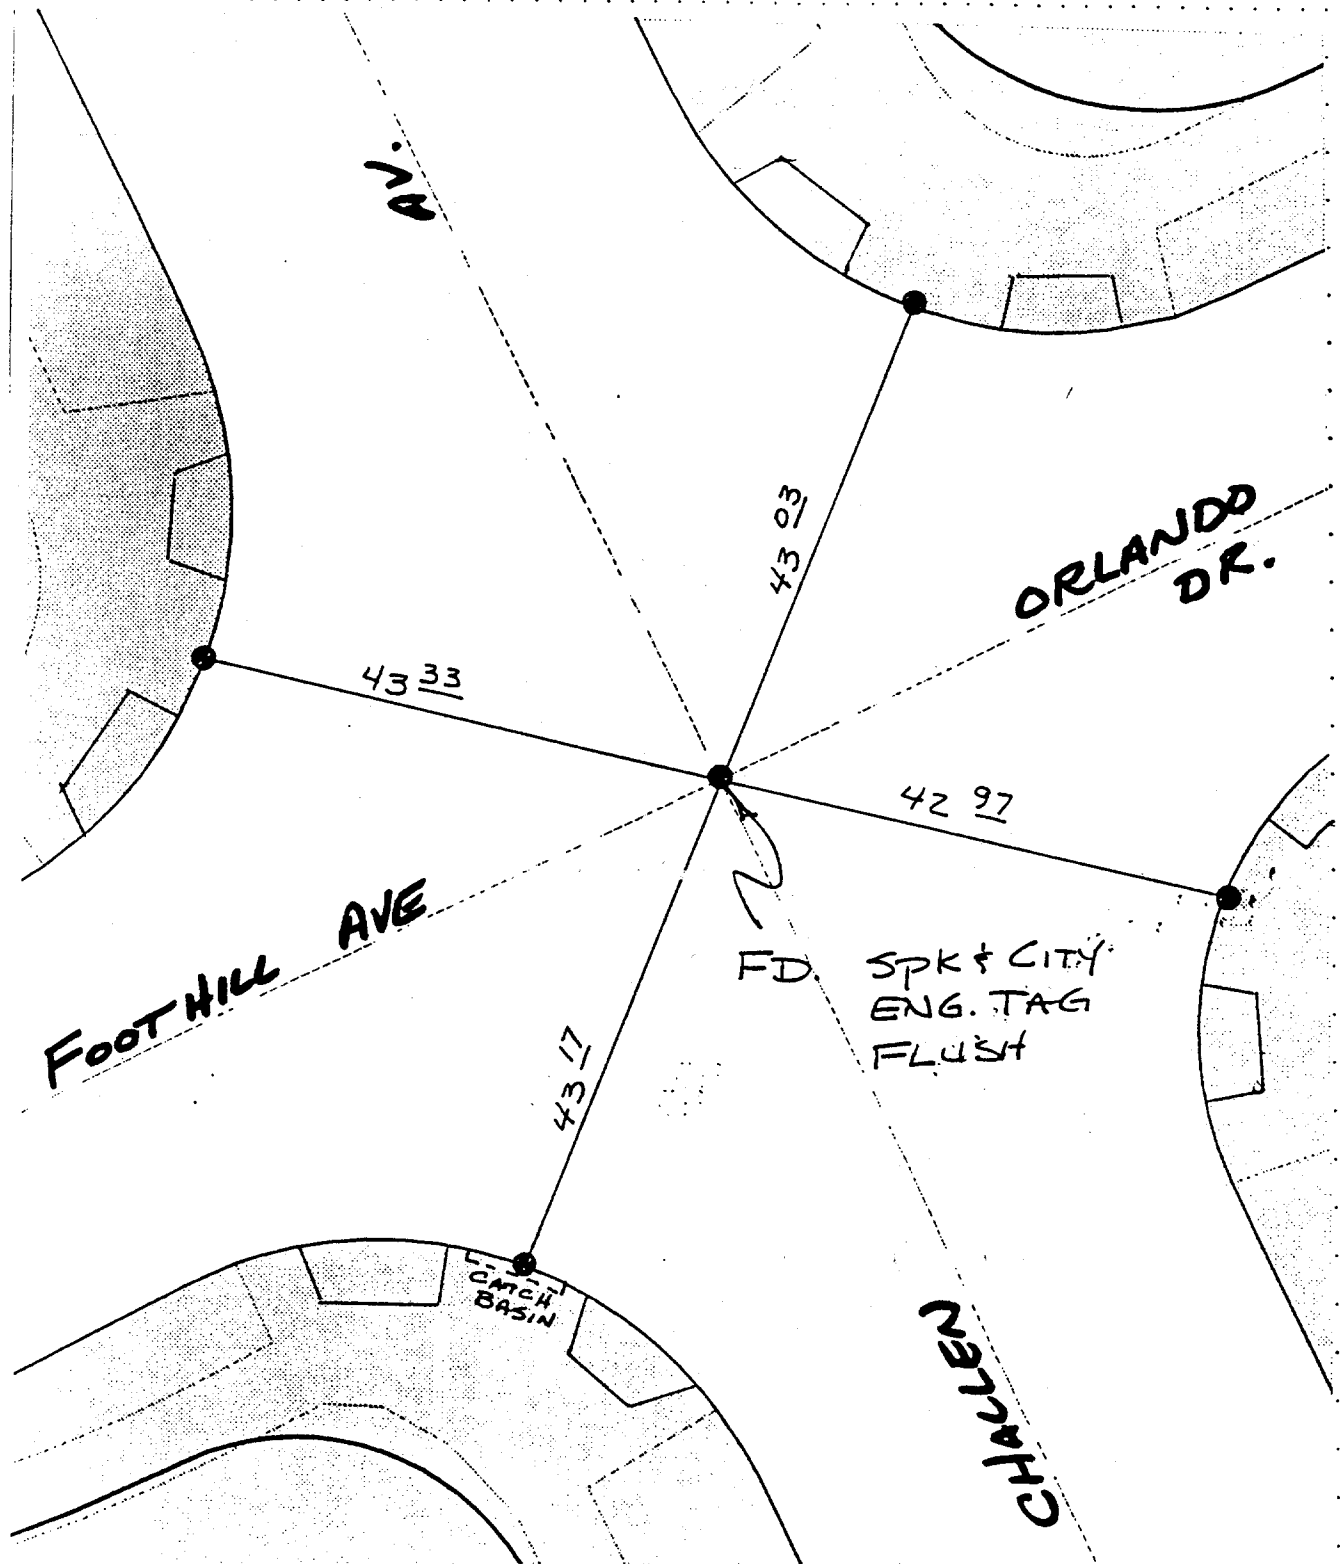 AV.
43 03
ORLANDO
DR.
43 33
42 97
FOOTHILL AVE
FD. SPK & CITY
ENG. TAG
FLUSH
43 17
CATCH
BASIN
CHALLEN